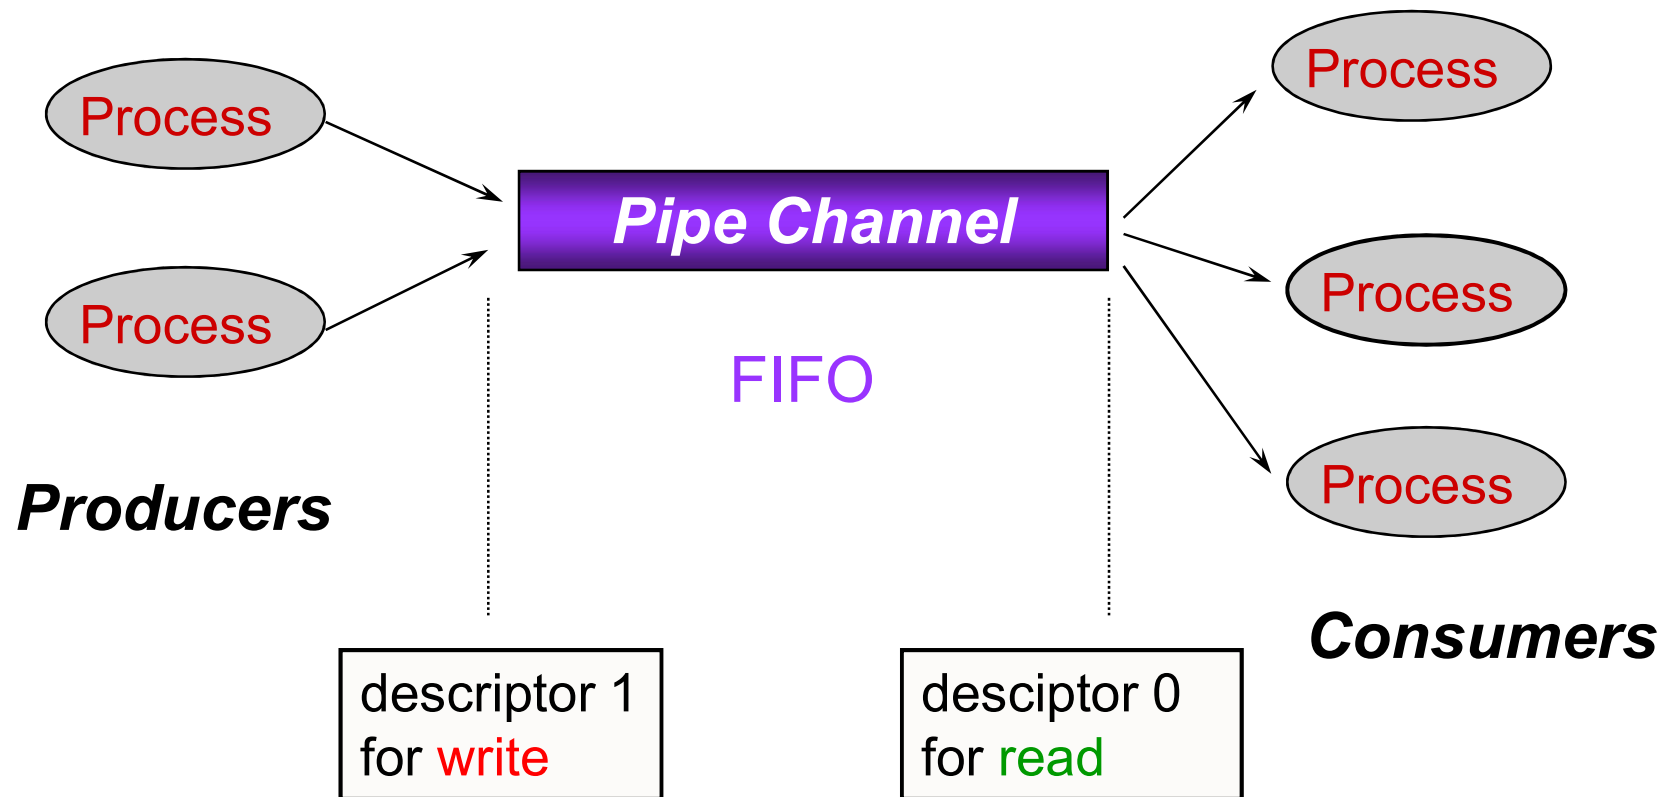 Process
Process
Producers
Pipe Channel
FIFO
descriptor 1
for write
desciptor 0
for read
Process
Process
Process
Consumers